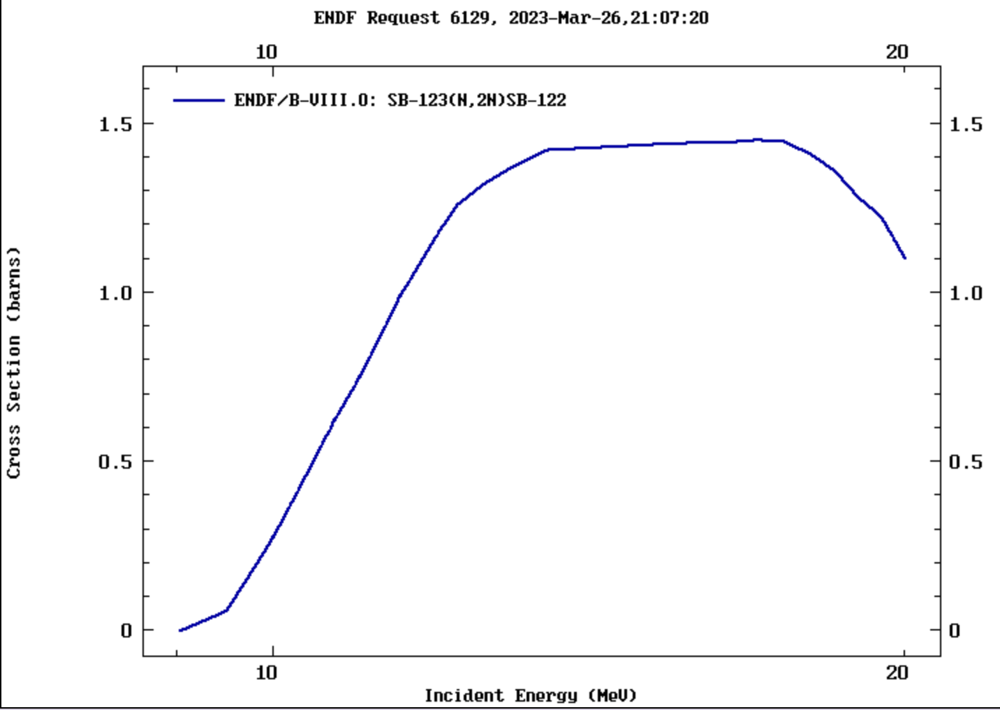 ENDF Request 6129, 2023-Mar-26,21:07:20
10 20
ENDF/B-VIII.0: SB-123(N,2N)SB-122
1.5 1.5
1.0 1.0
0.5 0.5
0 0
Cross Section (barns)
10 20
Incident Energy (MeV)